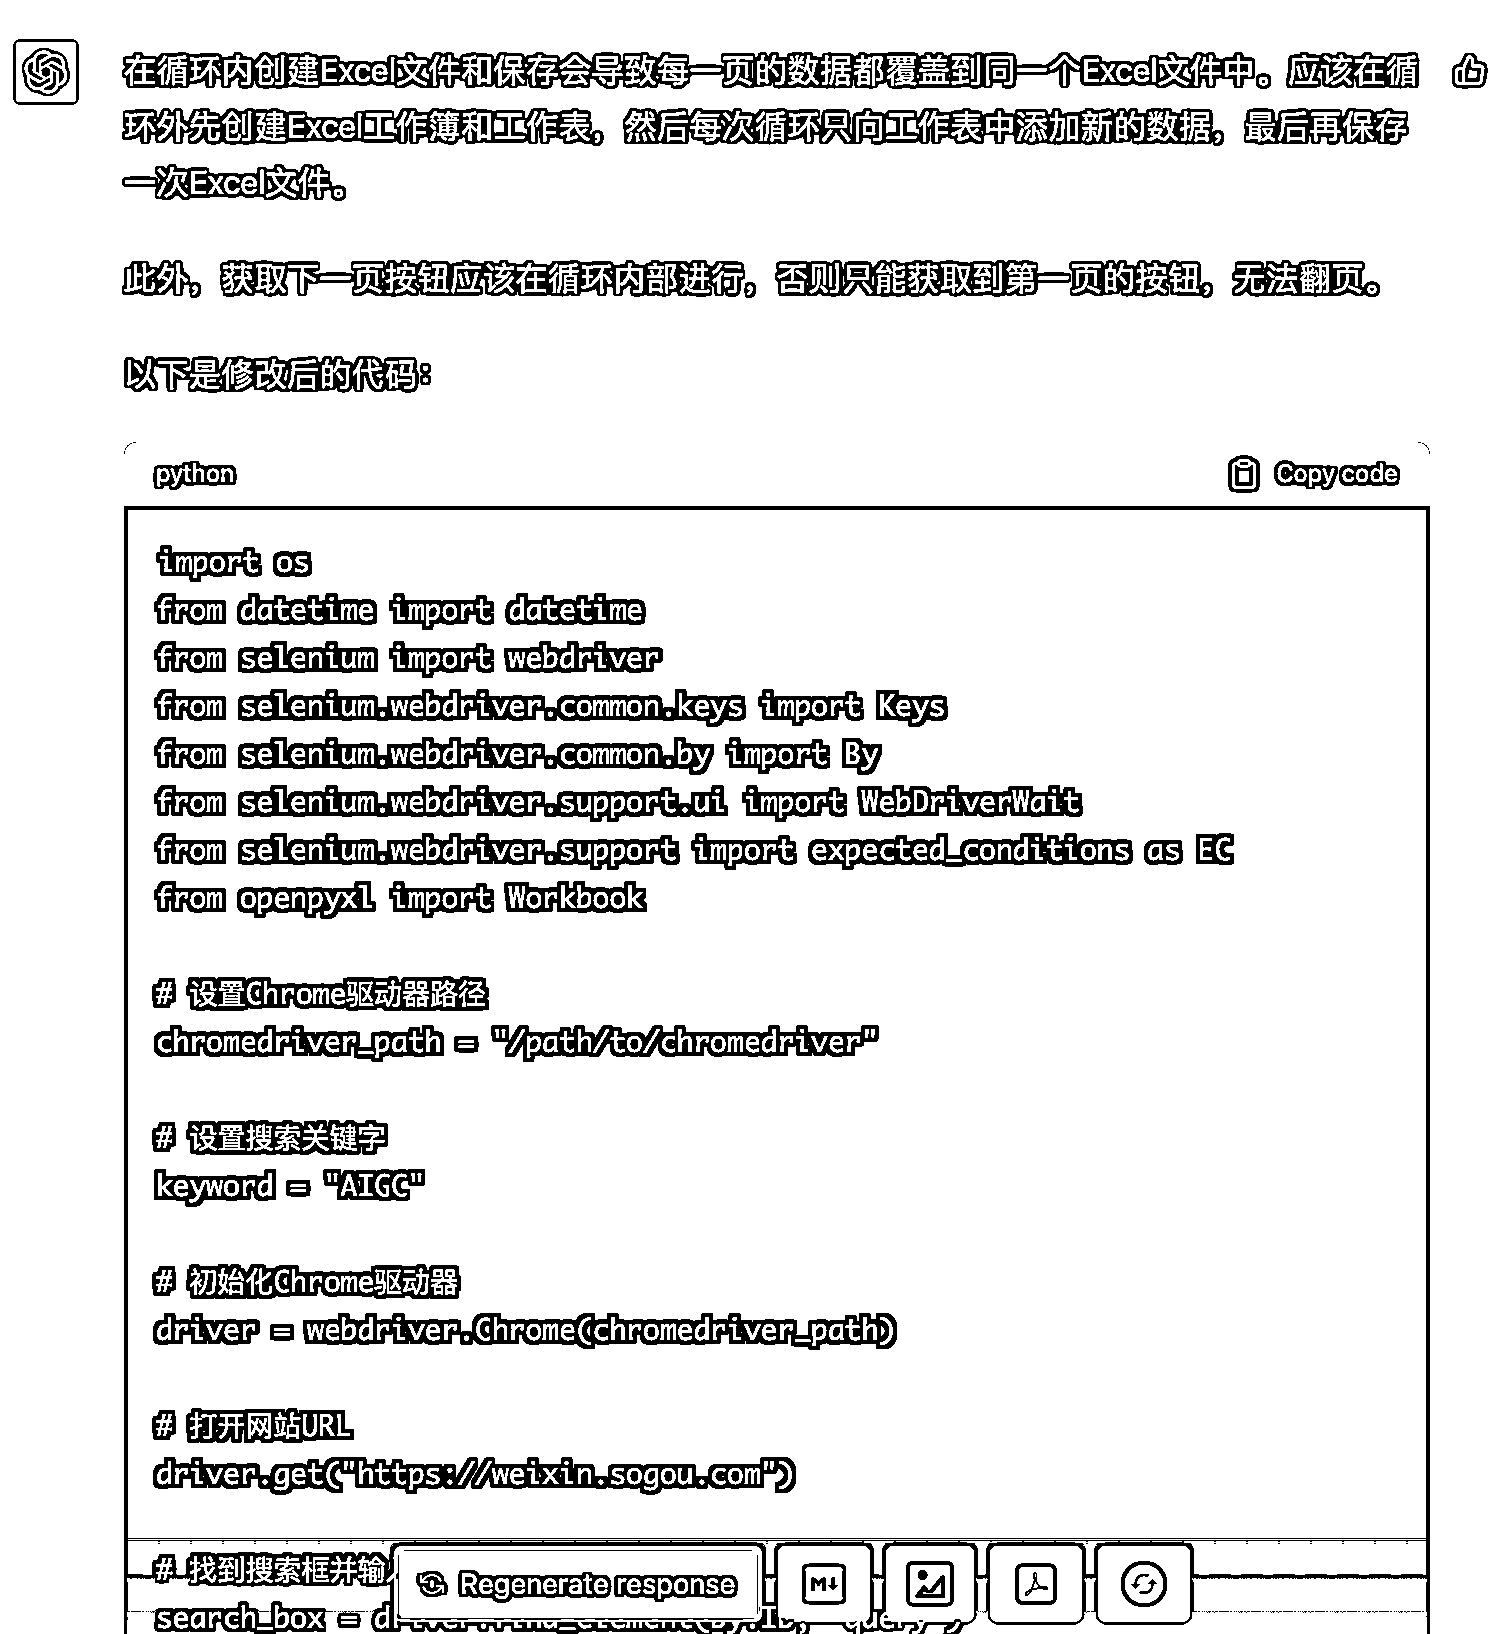 在循环内创建Excel文件和保存会导致每一页的数据都覆盖到同一个Excel文件中。应该在循
环外先创建Excel工作簿和工作表，然后每次循环只向工作表中添加新的数据，最后再保存
一次Excel文件。
此外，获取下一页按钮应该在循环内部进行，否则只能获取到第一页的按钮，无法翻页。
以下是修改后的代码：
python
Copy code
import os
from datetime import datetime
from selenium import webdriver
from selenium.webdriver.common.keys import Keys
from selenium.webdriver.common.by import By
from selenium.webdriver.support.ui import WebDriverWait
from selenium.webdriver.support import expected_conditions as EC
from openpyxl import Workbook
# 设置Chrome驱动器路径
chromedriver_path = "/path/to/chromedriver"
# 设置搜索关键字
keyword = "AIGC"
# 初始化Chrome驱动器
driver = webdriver.Chrome(chromedriver_path)
# 打开网站URL
driver.get("https://weixin.sogou.com")
# 找到搜索框并输
Regenerate response
M
search_box =